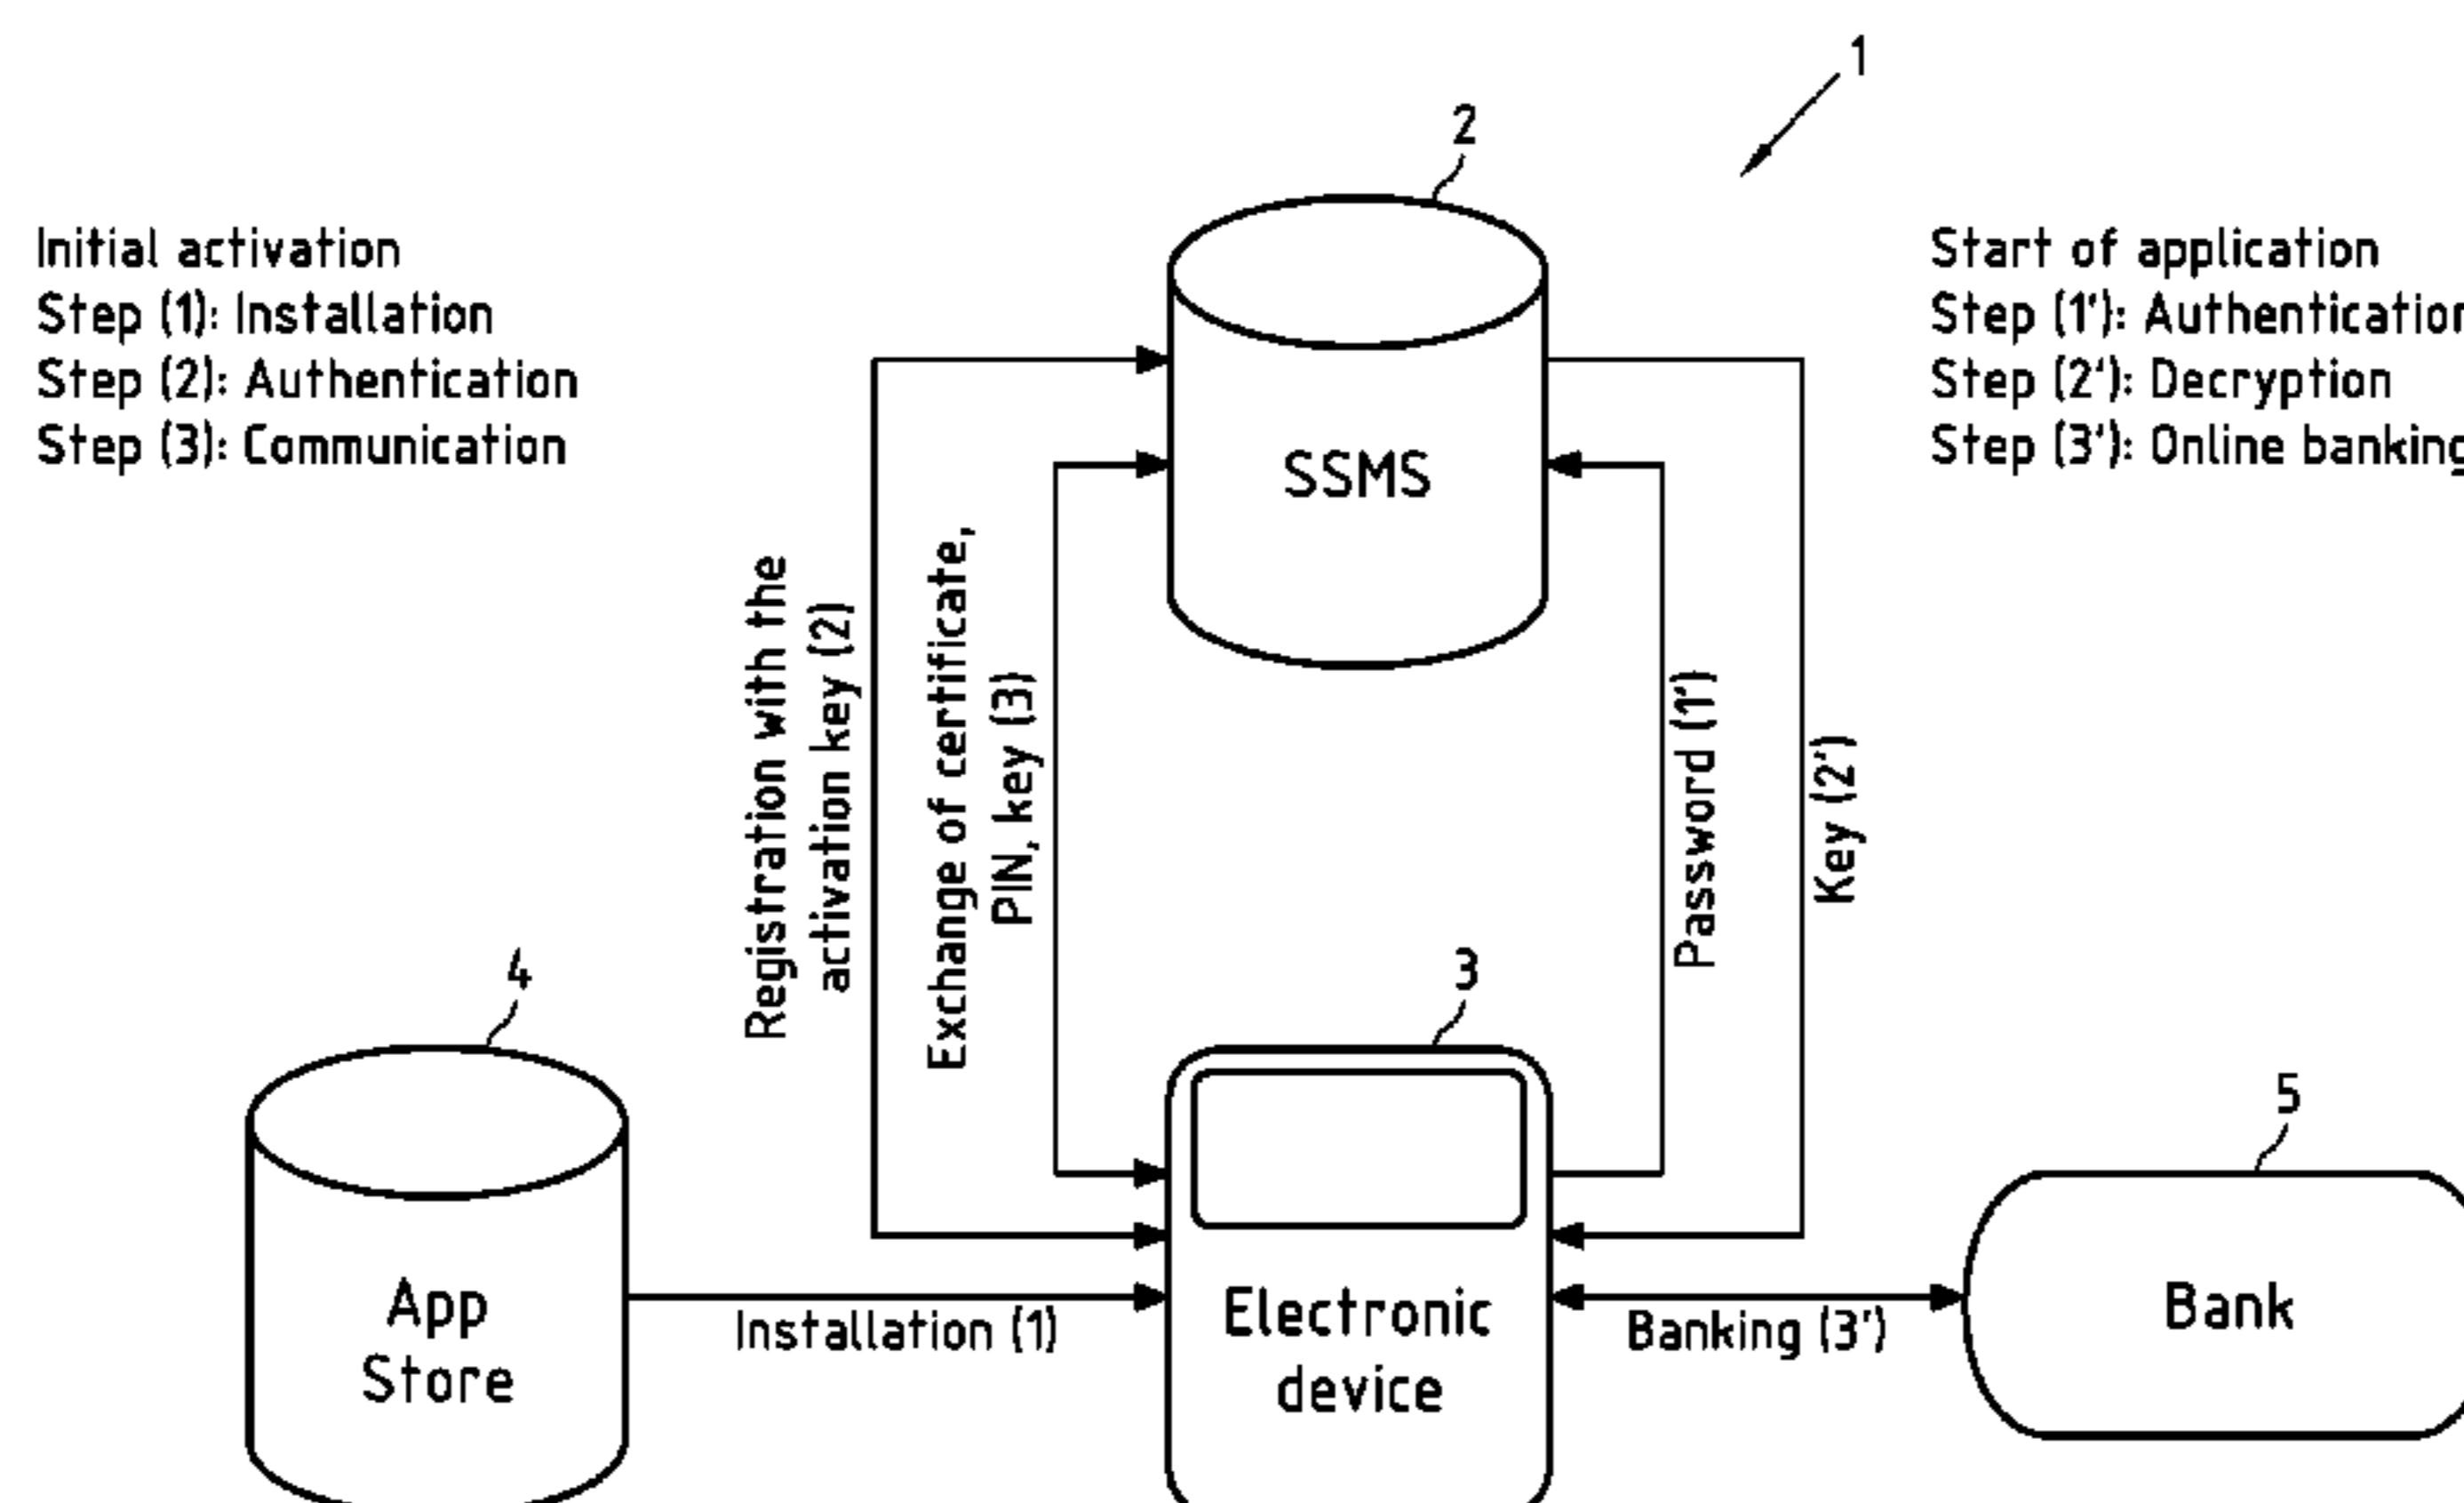 1
2
Initial activation
Step (1): Installation
Step (2): Authentication
Step (3): Communication
Start of application
Step (1'): Authentication
Step (2'): Decryption
Step (3'): Online banking
SSMS
Registration with the
activation key (2)
Exchange of certificate,
PIN, key (3)
Password (1')
Key (2')
4
3
5
App
Store
Installation (1)
Electronic
device
Banking (3')
Bank